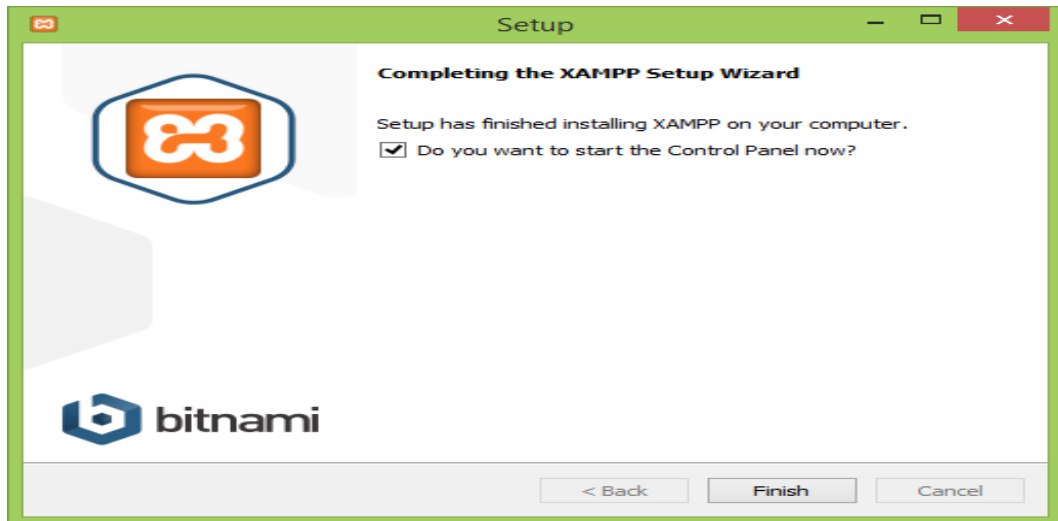 Setup
Completing the XAMPP Setup Wizard
Setup has finished installing XAMPP on your computer.
Do you want to start the Control Panel now?
bitnami
< Back
Finish
Cancel